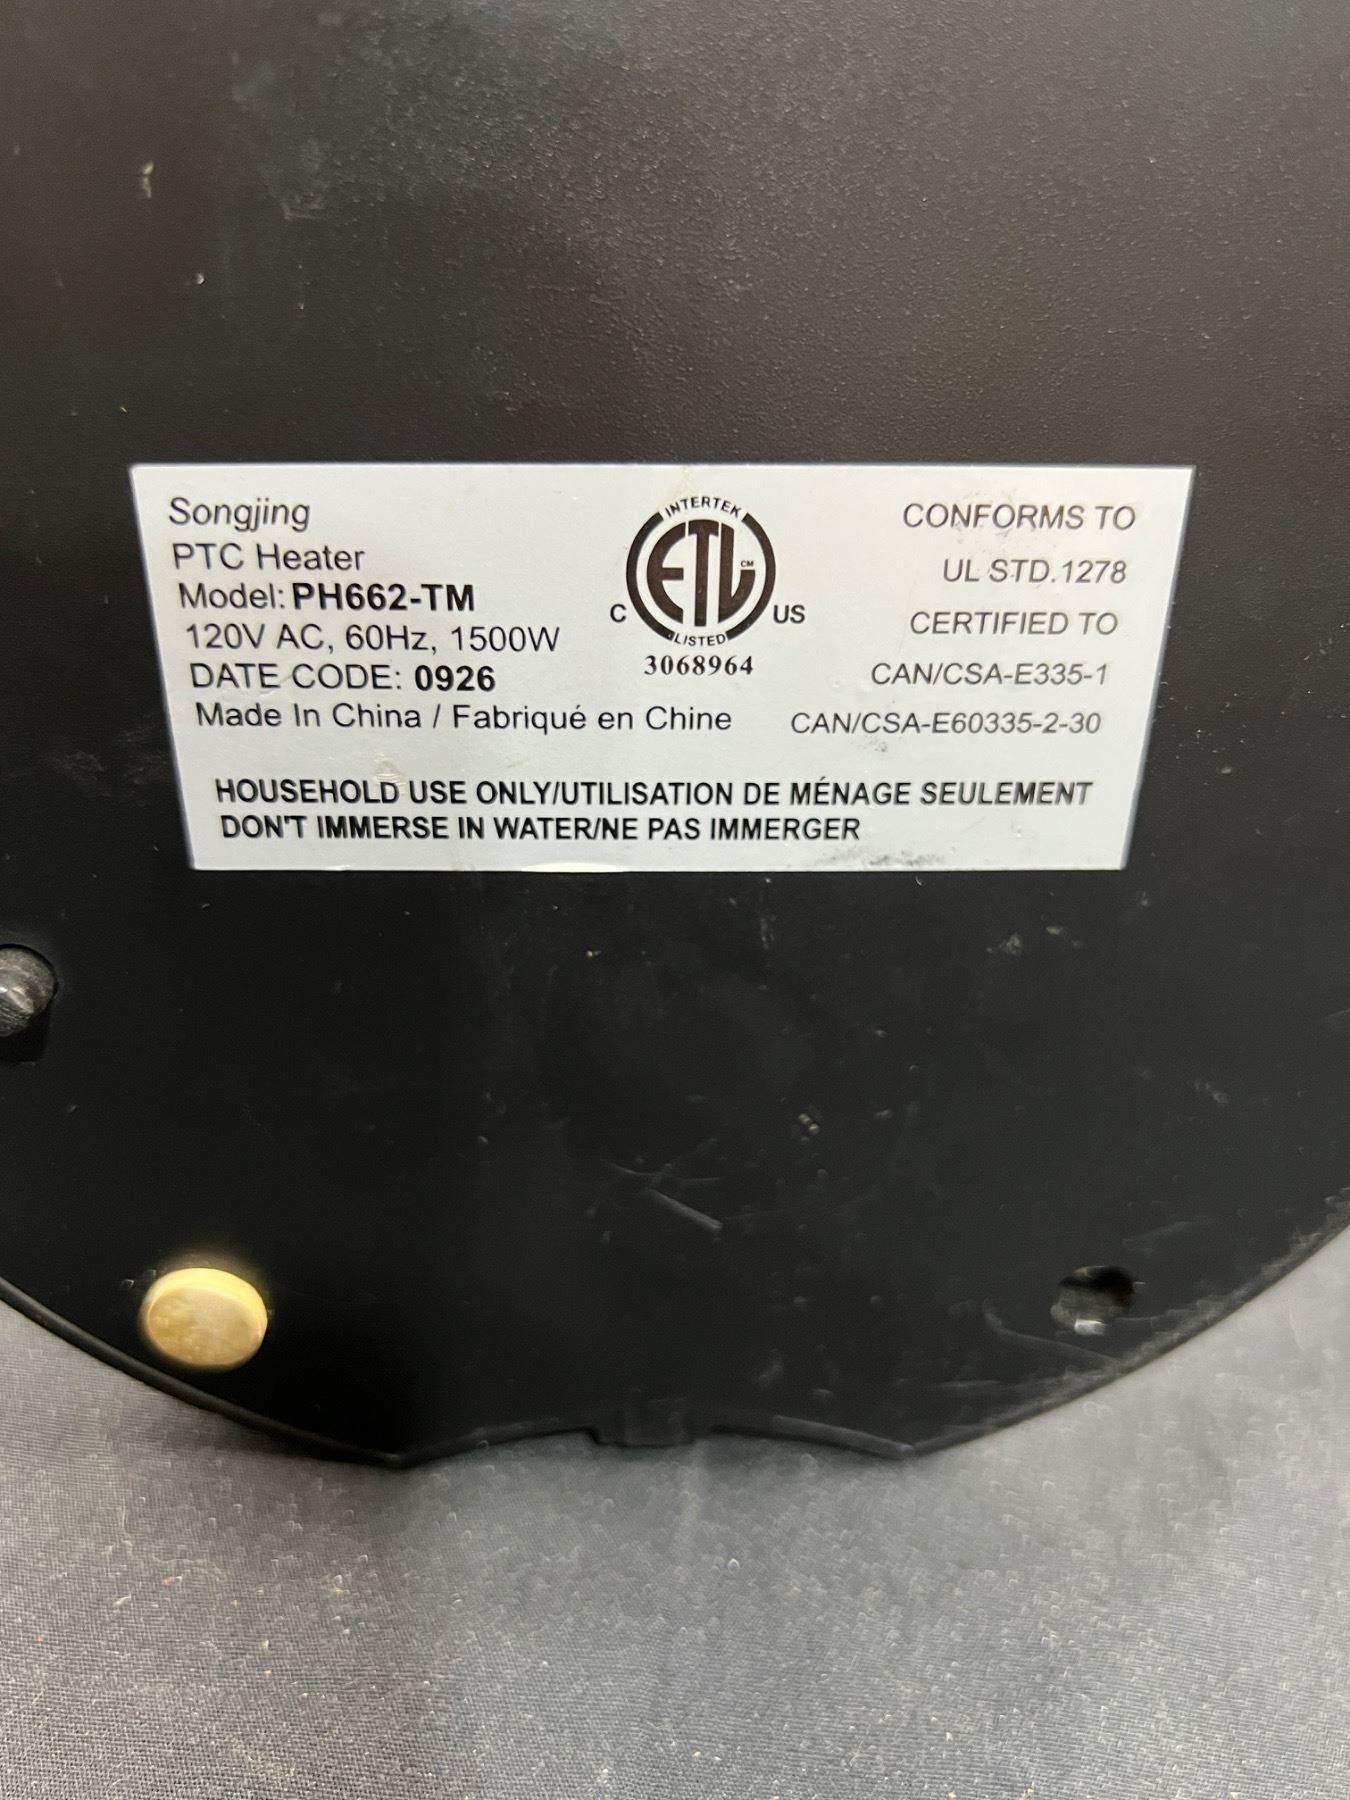 Songjing
PTC Heater
Model: PH662-TM
120V AC, 60Hz, 1500W
DATE CODE: 0926
Made In China / Fabriqué en Chine
INTERTEK
ETL CM
C US
LISTED
3068964
CONFORMS TO
UL STD.1278
CERTIFIED TO
CAN/CSA-E335-1
CAN/CSA-E60335-2-30
HOUSEHOLD USE ONLY/UTILISATION DE MÉNAGE SEULEMENT
DON'T IMMERSE IN WATER/NE PAS IMMERGER